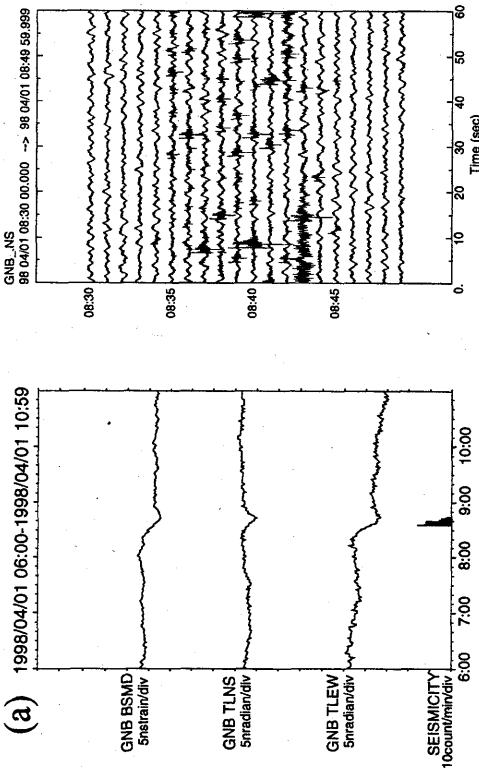 (a)
1998/04/01 06:00-1998/04/01 10:59
GNB BSMD
5nstrain/div
GNB TLNS
5nradian/div
GNB TLEW
5nradian/div
SEISMICITY
10count/min/div
6:00 7:00 8:00 9:00 10:00
GNB_NS
98 04/01 08:30 00.000 --> 98 04/01 08:49 59.999
08:30
08:35
08:40
08:45
0. 10 20 30 40 50 60
Time (sec)